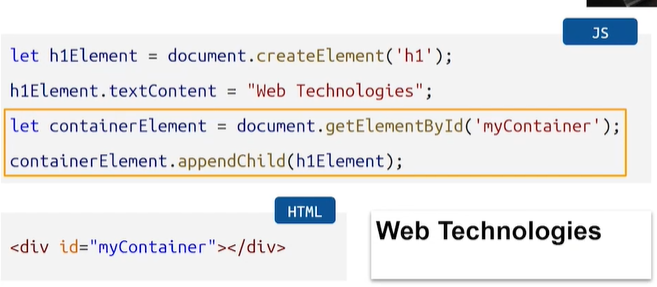 JS
let h1Element = document.createElement('h1');
h1Element.textContent = "Web Technologies";
let containerElement = document.getElementById('myContainer');
containerElement.appendChild(h1Element);
HTML
<div id="myContainer"></div>
Web Technologies